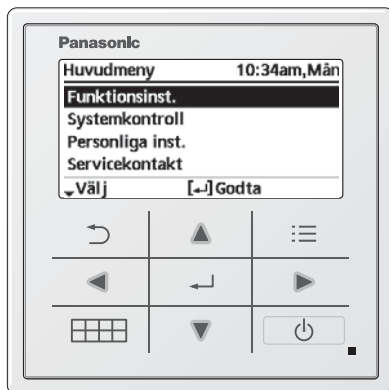 Panasonic
Huvudmeny 10:34am,Mån
Funktionsinst.
Systemkontroll
Personliga inst.
Servicekontakt
Välj [↵]Godta